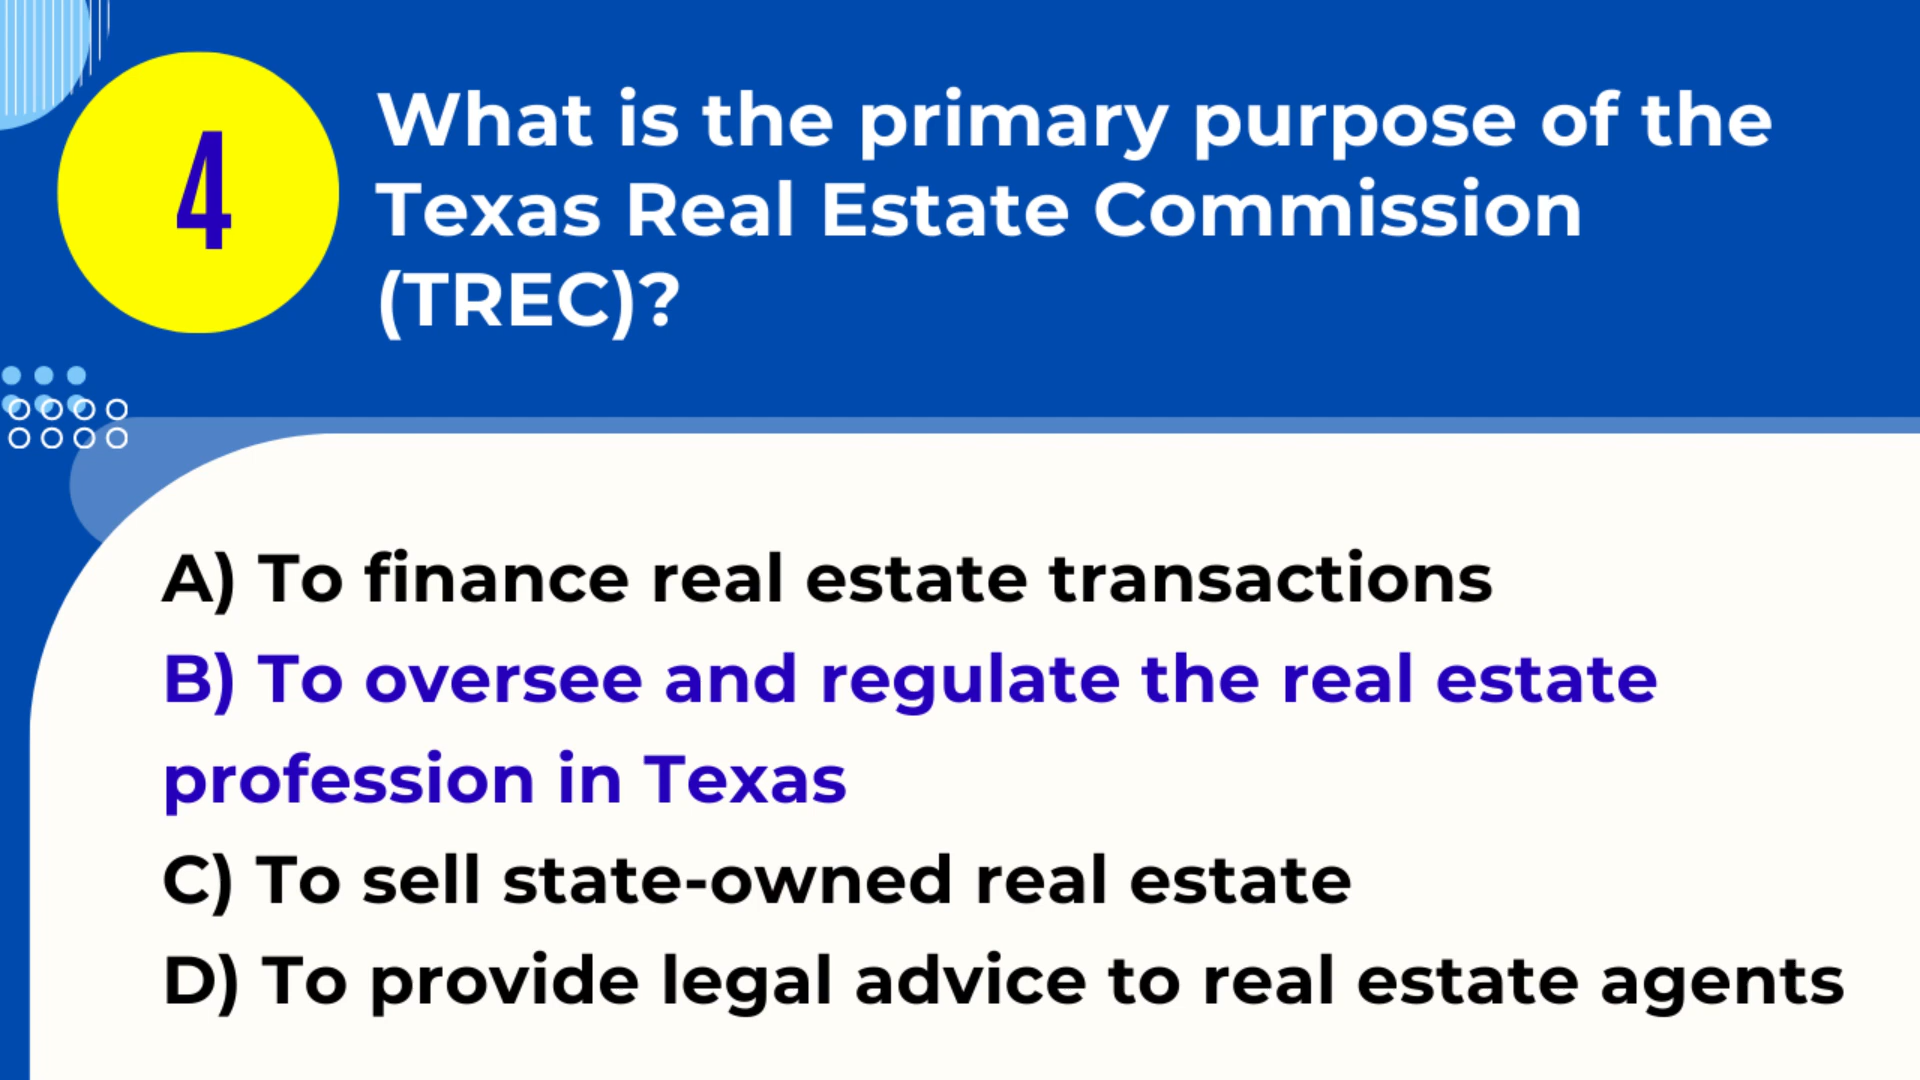 4
What is the primary purpose of the
Texas Real Estate Commission
(TREC)?
A) To finance real estate transactions
B) To oversee and regulate the real estate
profession in Texas
C) To sell state-owned real estate
D) To provide legal advice to real estate agents